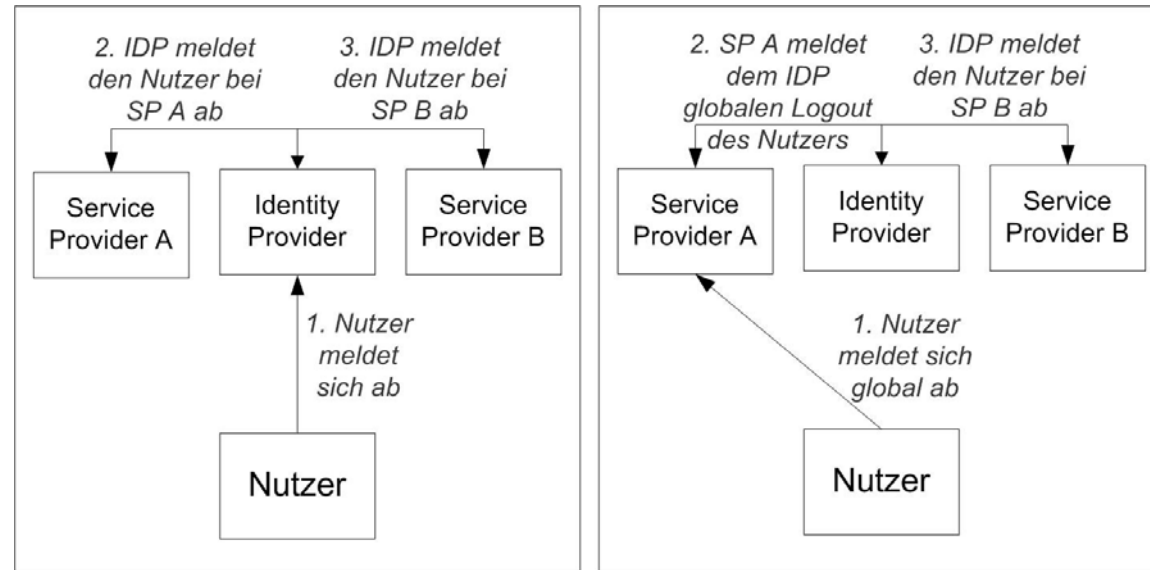 2. IDP meldet
den Nutzer bei
SP A ab
3. IDP meldet
den Nutzer bei
SP B ab
Service
Provider A
Identity
Provider
Service
Provider B
1. Nutzer
meldet
sich ab
Nutzer
2. SP A meldet
dem IDP
globalen Logout
des Nutzers
3. IDP meldet
den Nutzer bei
SP B ab
Service
Provider A
Identity
Provider
Service
Provider B
1. Nutzer
meldet sich
global ab
Nutzer